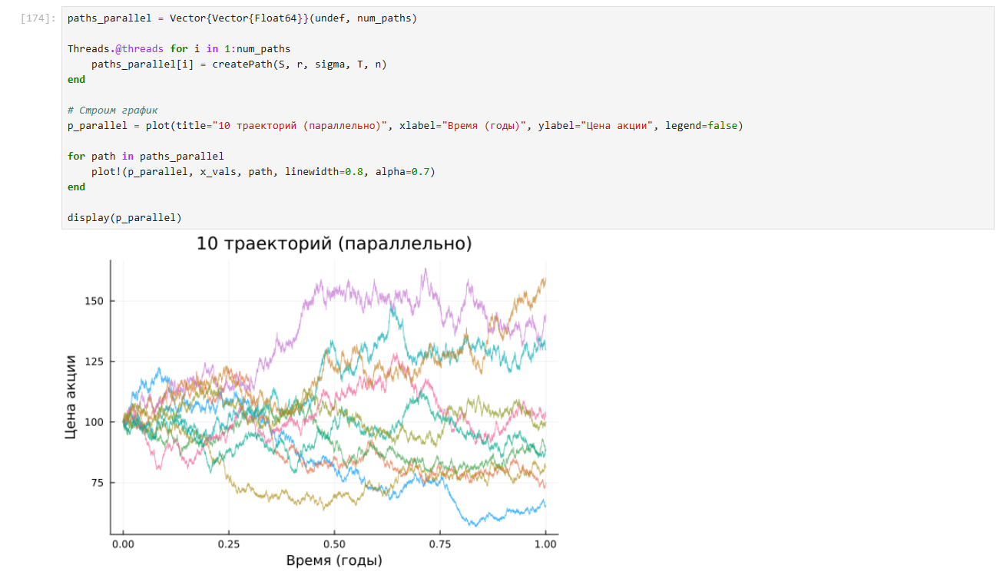 [174]: paths_parallel = Vector{Vector{Float64}}(undef, num_paths)
Threads.@threads for i in 1:num_paths
    paths_parallel[i] = createPath(S, r, sigma, T, n)
end
# Строим график
p_parallel = plot(title="10 траекторий (параллельно)", xlabel="Время (годы)", ylabel="Цена акции", legend=false)
for path in paths_parallel
    plot!(p_parallel, x_vals, path, linewidth=0.8, alpha=0.7)
end
display(p_parallel)
10 траекторий (параллельно)
Цена акции
150
125
100
75
0.00 0.25 0.50 0.75 1.00
Время (годы)